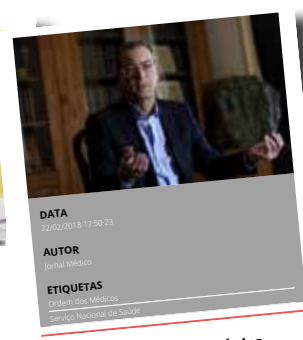 DATA
22/02/2018 17:50:23
AUTOR
Jornal Médico
ETIQUETAS
Ordem dos Médicos
Serviço Nacional de Saúde